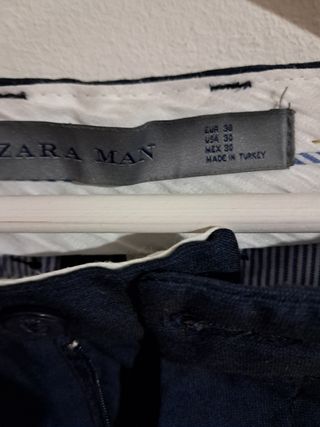 ZARA MAN
EUR 38
USA 30
MEX 30
MADE IN TURKEY